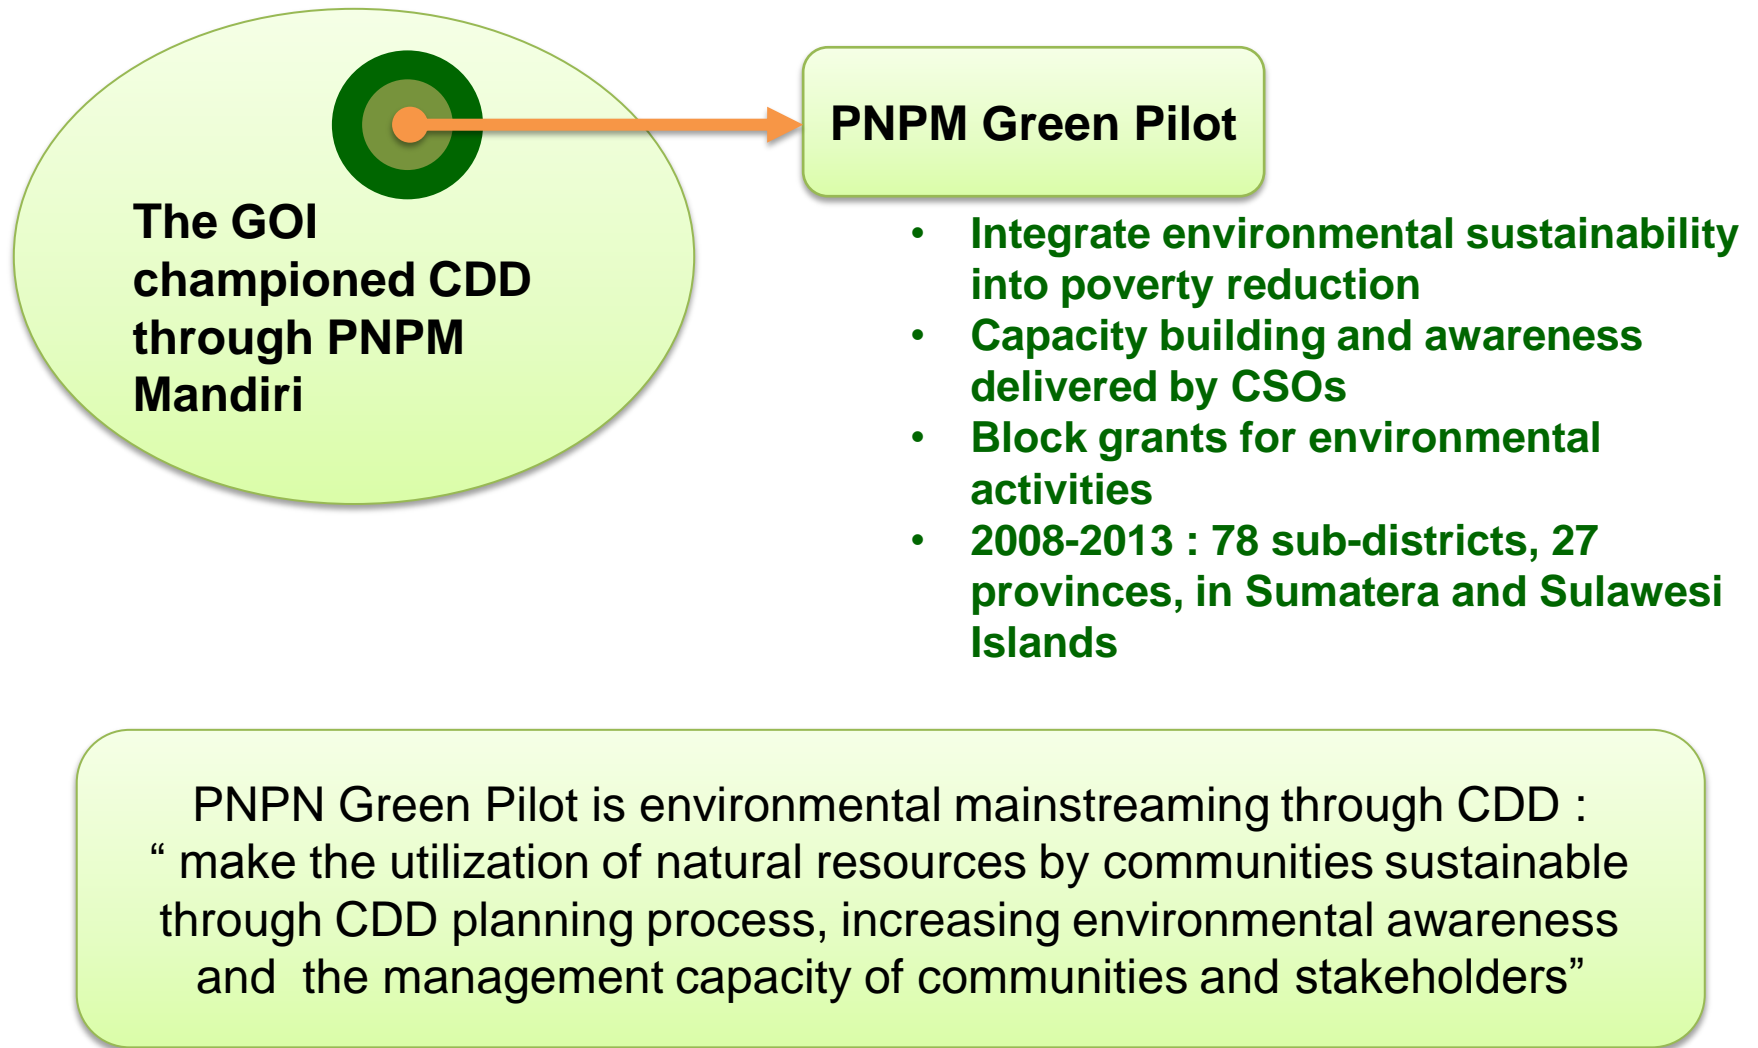 The GOI
championed CDD
through PNPM
Mandiri
PNPM Green Pilot
• Integrate environmental sustainability
into poverty reduction
• Capacity building and awareness
delivered by CSOs
• Block grants for environmental
activities
• 2008-2013 : 78 sub-districts, 27
provinces, in Sumatera and Sulawesi
Islands
PNPN Green Pilot is environmental mainstreaming through CDD :
“ make the utilization of natural resources by communities sustainable
through CDD planning process, increasing environmental awareness
and  the management capacity of communities and stakeholders”